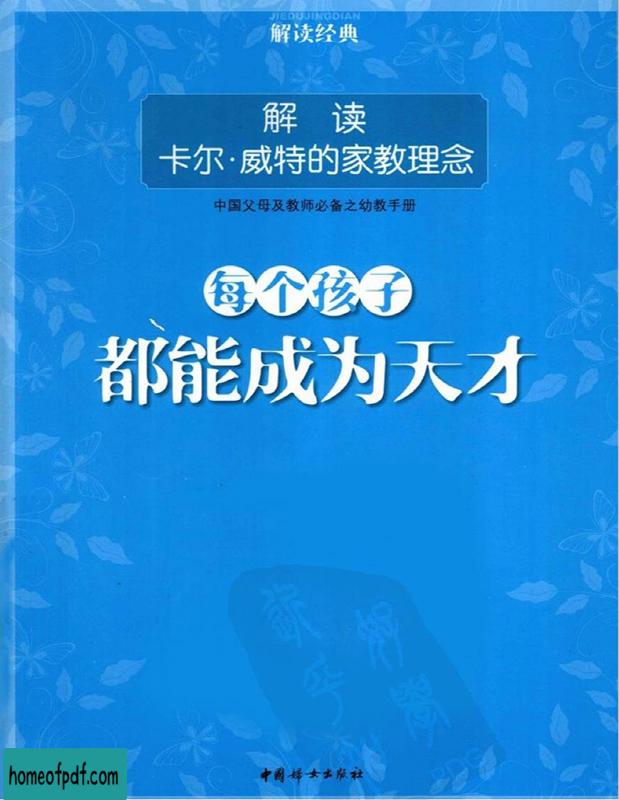 JIEDUJINGDIAN
解读经典
解 读
卡尔·威特的家教理念
中国父母及教师必备之幼教手册
每个孩子
都能成为天才
中国妇女出版社
homeofpdf.com